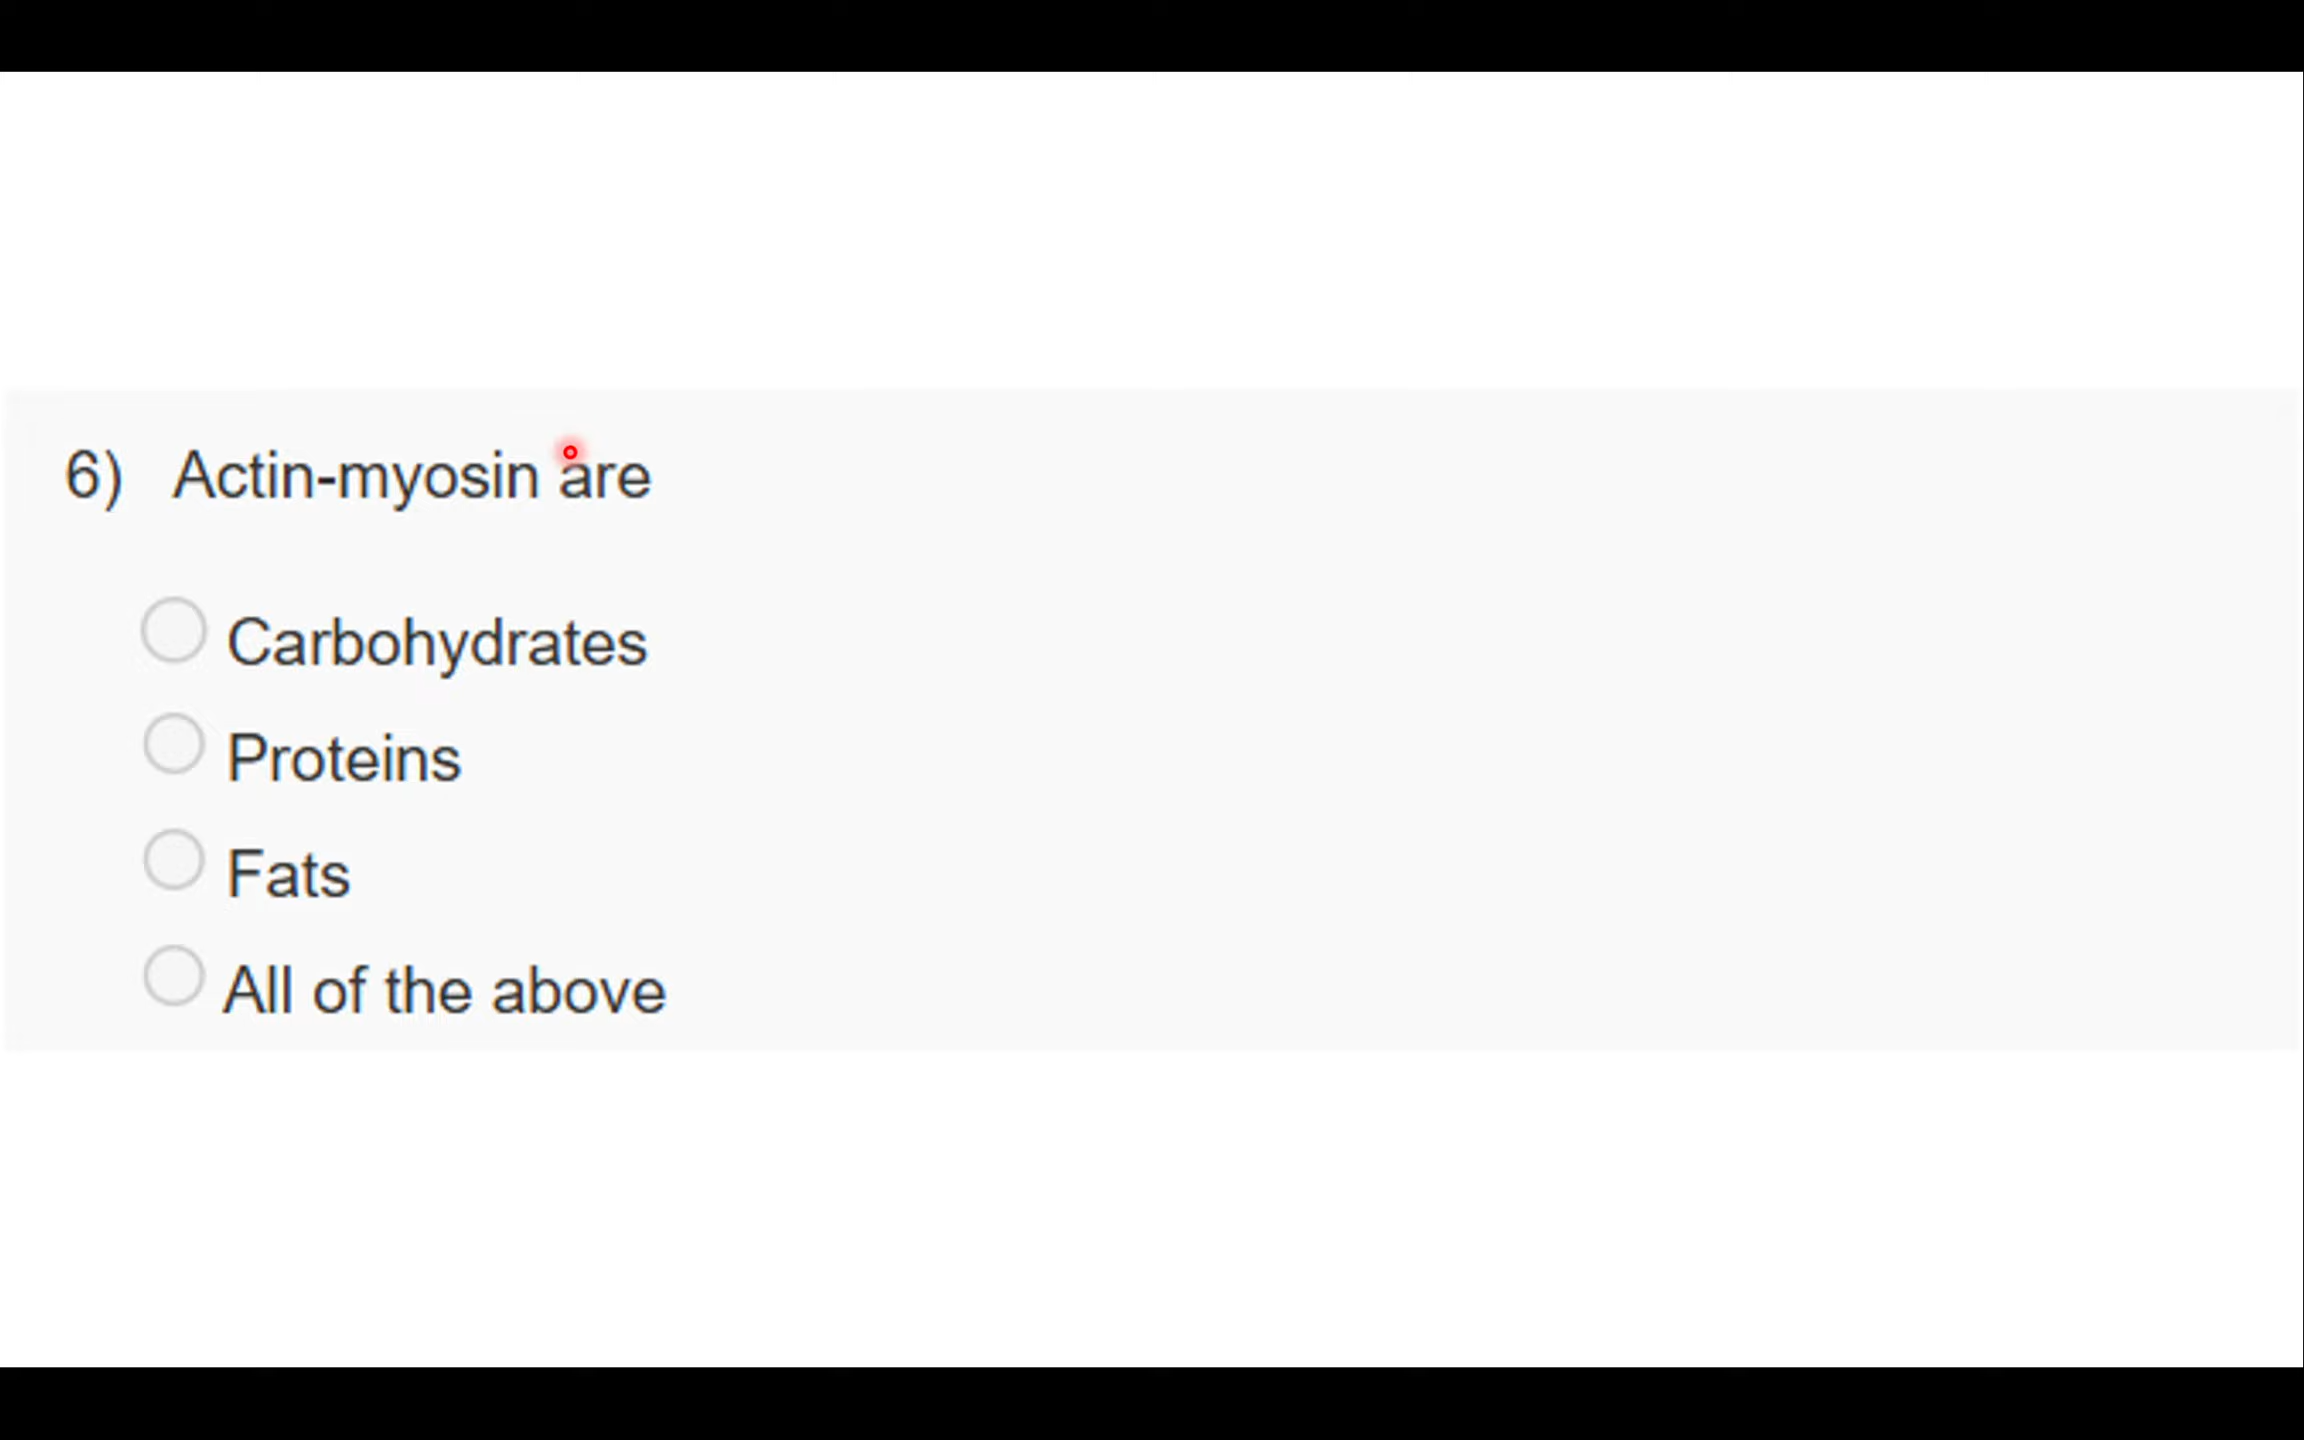 6) Actin-myosin are
Carbohydrates
Proteins
Fats
All of the above